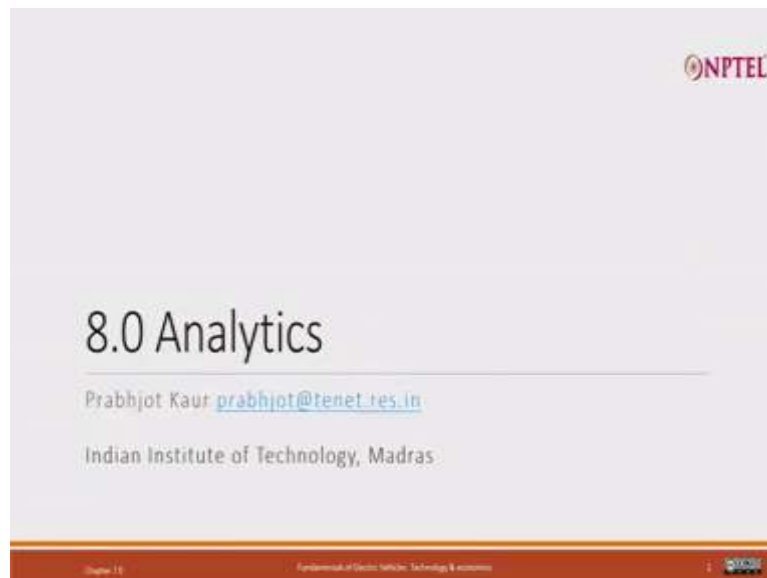 NPTEL
8.0 Analytics
Prabhjot Kaur prabhjot@tenet.res.in
Indian Institute of Technology, Madras
Fundamentals of Electric Vehicles: Technology & economics
1